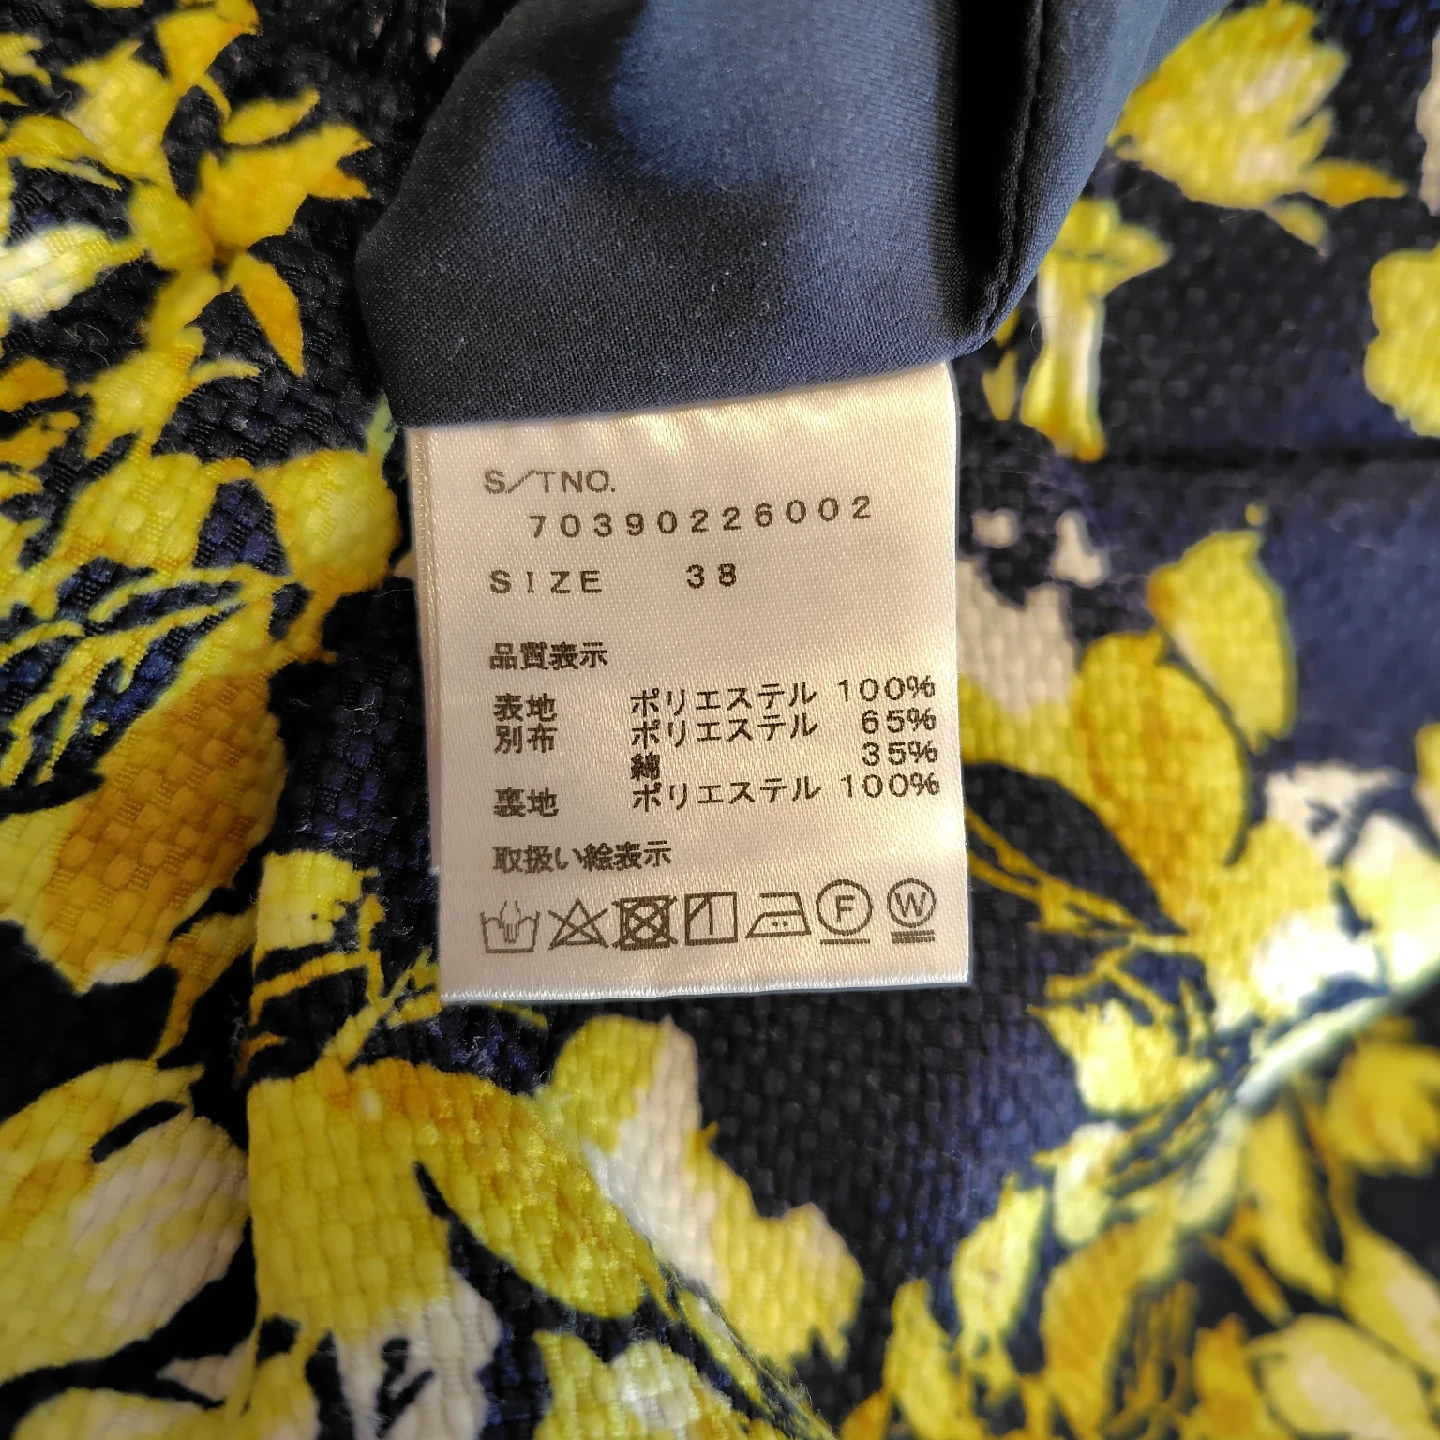 S/TNO.
70390226002
SIZE 38
品質表示
表地 ポリエステル 100%
別布 ポリエステル 65%
綿 35%
裏地 ポリエステル 100%
取扱い絵表示
F W